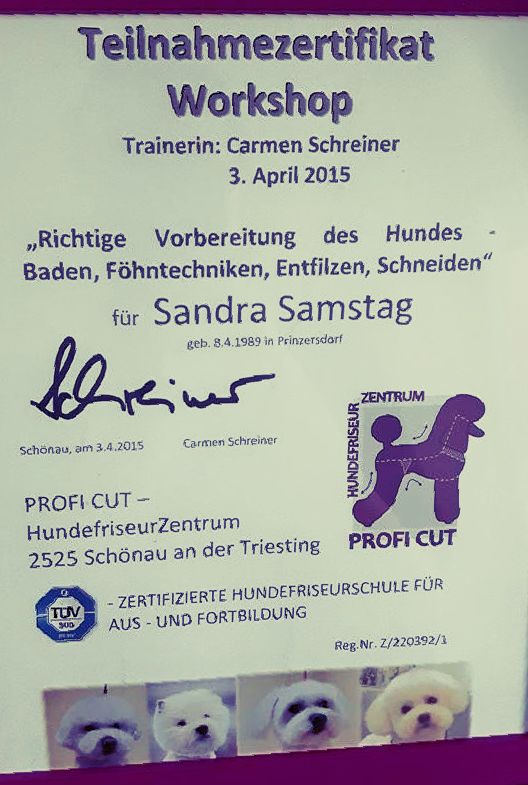 Teilnahmezertifikat
Workshop
Trainerin: Carmen Schreiner
3. April 2015
„Richtige Vorbereitung des Hundes -
Baden, Föhntechniken, Entfilzen, Schneiden“
für Sandra Samstag
geb. 8.4.1989 in Prinzersdorf
Schreiner
Schönau, am 3.4.2015 Carmen Schreiner
HUNDEFRISEUR
ZENTRUM
PROFI CUT
PROFI CUT –
HundefriseurZentrum
2525 Schönau an der Triesting
TÜV
SÜD
- ZERTIFIZIERTE HUNDEFRISEURSCHULE FÜR
AUS - UND FORTBILDUNG
Reg.Nr. Z/220392/1